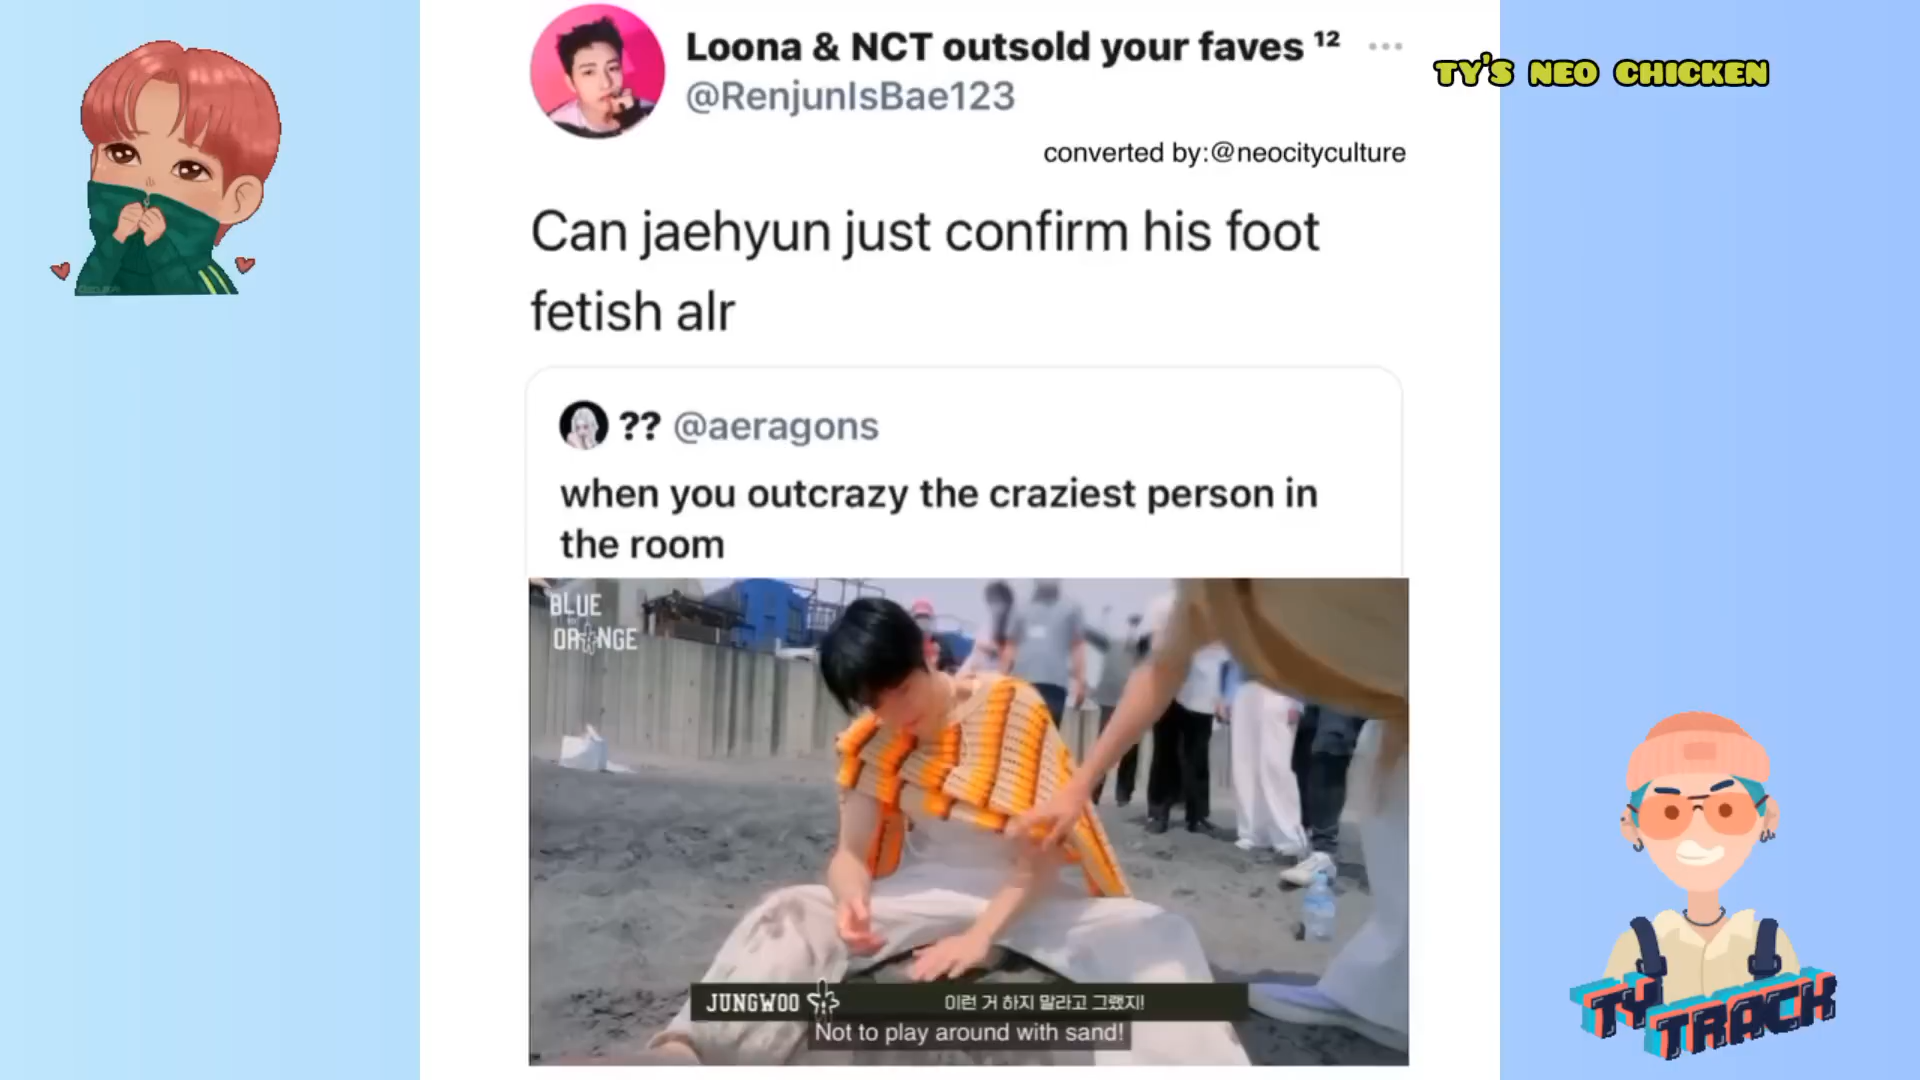 Loona & NCT outsold your faves ¹²
@RenjunIsBae123
TY'S NEO CHICKEN
converted by:@neocityculture
Can jaehyun just confirm his foot
fetish alr
?? @aeragons
when you outcrazy the craziest person in
the room
BLUE
ORANGE
JUNGWOO 이런 거 하지 말라고 그랬지!
Not to play around with sand!
TY
TRACK